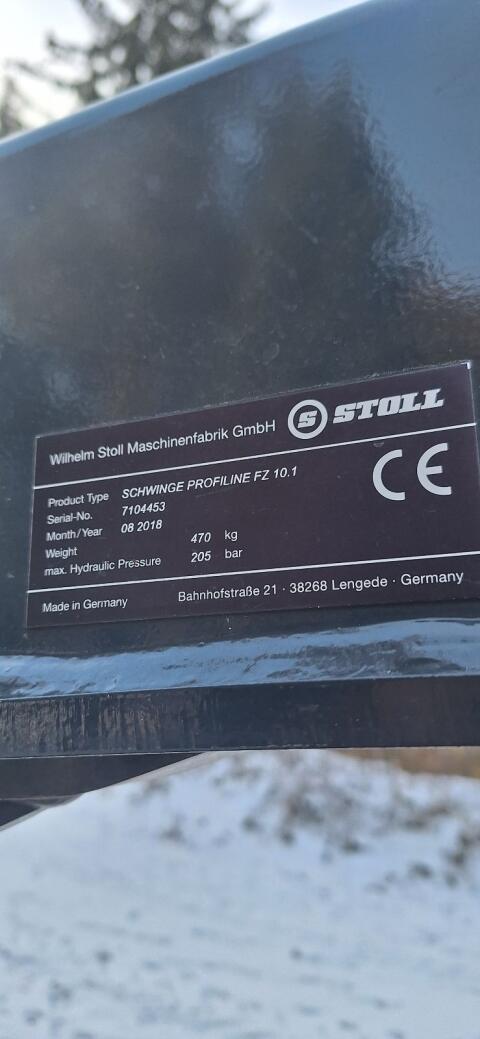 Wilhelm Stoll Maschinenfabrik GmbH S STOLL
Product Type SCHWINGE PROFILINE FZ 10.1
Serial-No. 7104453
Month/Year 08 2018
Weight 470 kg
max. Hydraulic Pressure 205 bar
CE
Made in Germany Bahnhofstraße 21 · 38268 Lengede · Germany